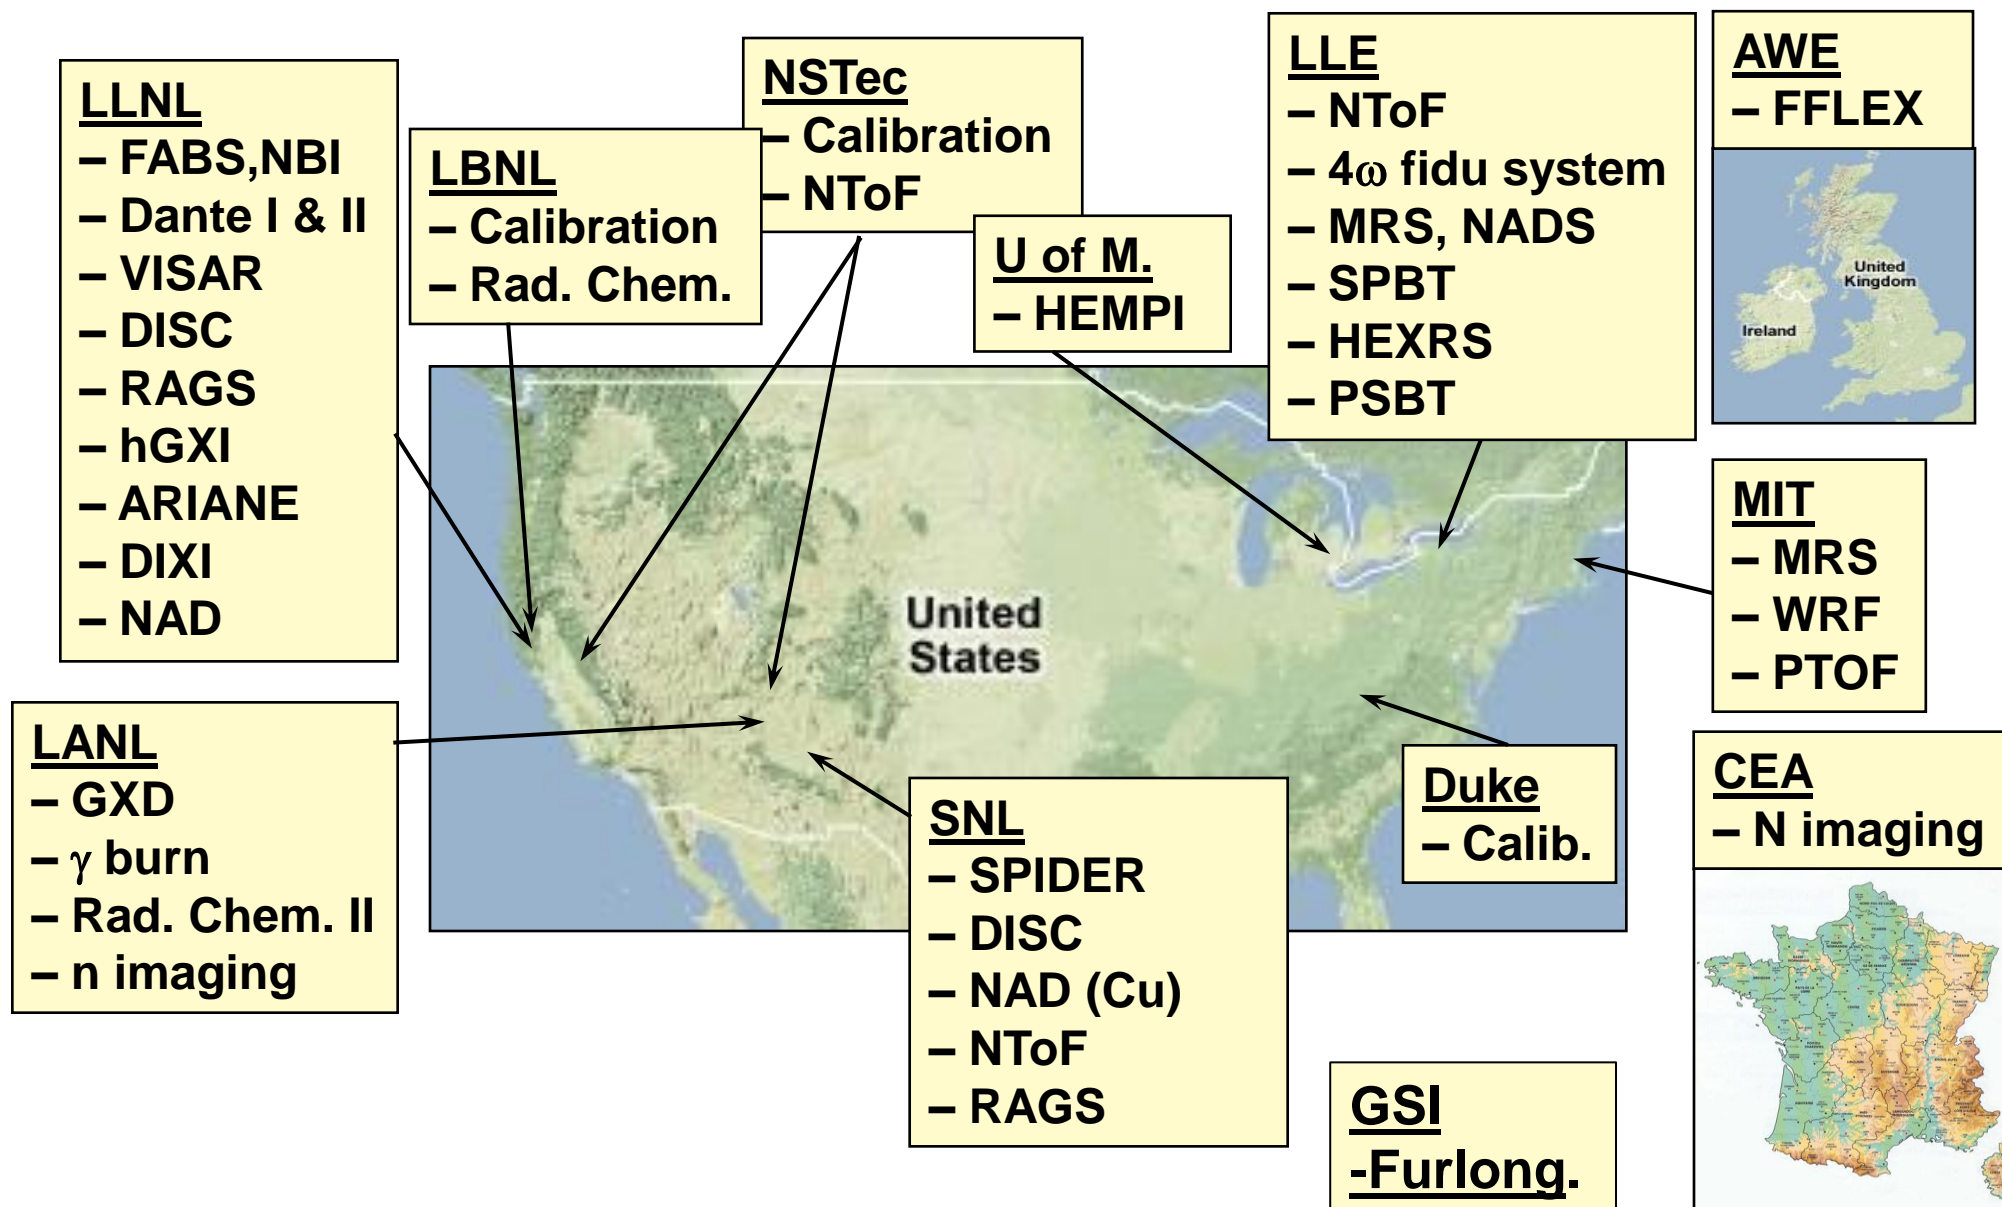 LLNL
– FABS,NBI
– Dante I & II
– VISAR
– DISC
– RAGS
– hGXI
– ARIANE
– DIXI
– NAD
LBNL
– Calibration
– Rad. Chem.
NSTec
– Calibration
– NToF
U of M.
– HEMPI
LLE
– NToF
– 4ω fidu system
– MRS, NADS
– SPBT
– HEXRS
– PSBT
AWE
– FFLEX
United
Kingdom
Ireland
MIT
– MRS
– WRF
– PTOF
United
States
LANL
– GXD
– γ burn
– Rad. Chem. II
– n imaging
SNL
– SPIDER
– DISC
– NAD (Cu)
– NToF
– RAGS
Duke
– Calib.
CEA
– N imaging
GSI
-Furlong.